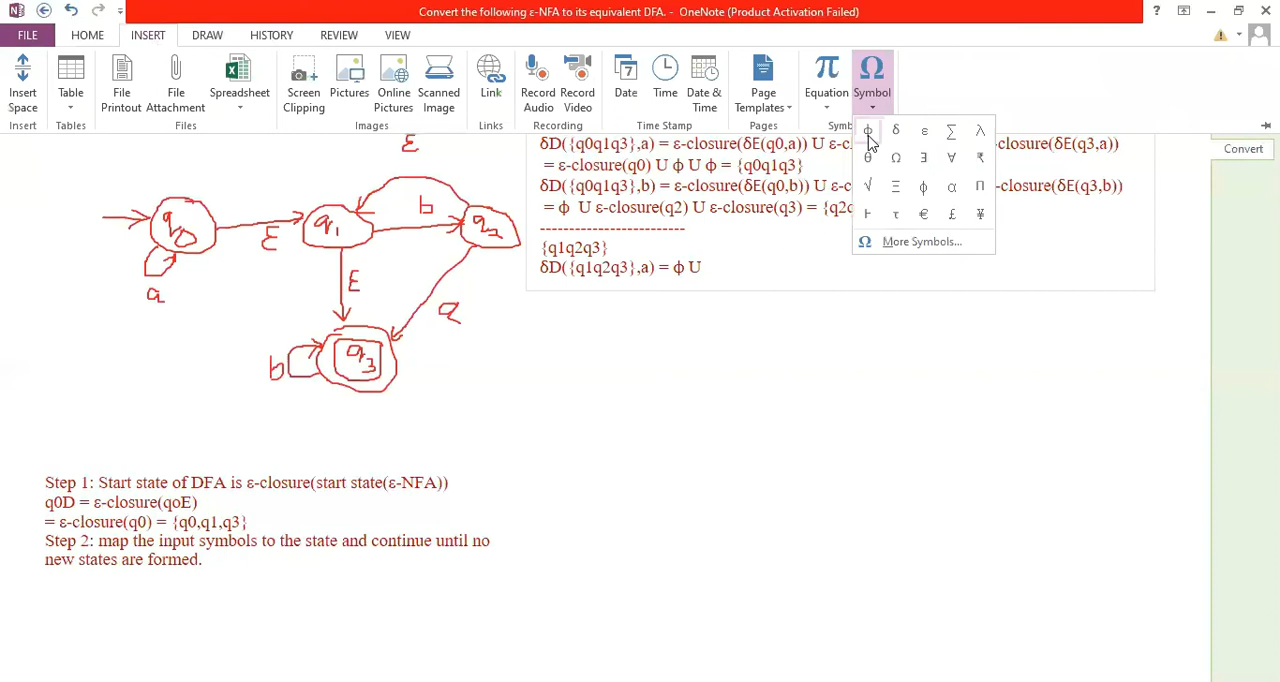 Convert the following ε-NFA to its equivalent DFA. - OneNote (Product Activation Failed)
?
FILE HOME INSERT DRAW HISTORY REVIEW VIEW
Insert Space
Table
File Printout
File Attachment
Spreadsheet
Screen Clipping
Pictures
Online Pictures
Scanned Image
Link
Record Audio
Record Video
Date
Time
Date & Time
Page Templates
π Equation
Ω Symbol
Insert Tables Files Images Links Recording Time Stamp Pages Symb
ϕ δ ε ∑ λ
θ Ω ∃ ∀ ₹
√ Ξ ϕ α Π
Ͱ τ € £ ¥
Ω More Symbols...
Convert
δD({q0q1q3},a) = ε-closure(δE(q0,a)) U ε-c
-closure(δE(q3,a))
= ε-closure(q0) U ϕ U ϕ = {q0q1q3}
δD({q0q1q3},b) = ε-closure(δE(q0,b)) U ε-c
-closure(δE(q3,b))
= ϕ U ε-closure(q2) U ε-closure(q3) = {q2
-------------------------
{q1q2q3}
δD({q1q2q3},a) = ϕ U
ε
q0
ε
q1
b
q2
a
ε
a
b
q3
Step 1: Start state of DFA is ε-closure(start state(ε-NFA))
q0D = ε-closure(qoE)
= ε-closure(q0) = {q0,q1,q3}
Step 2: map the input symbols to the state and continue until no
new states are formed.